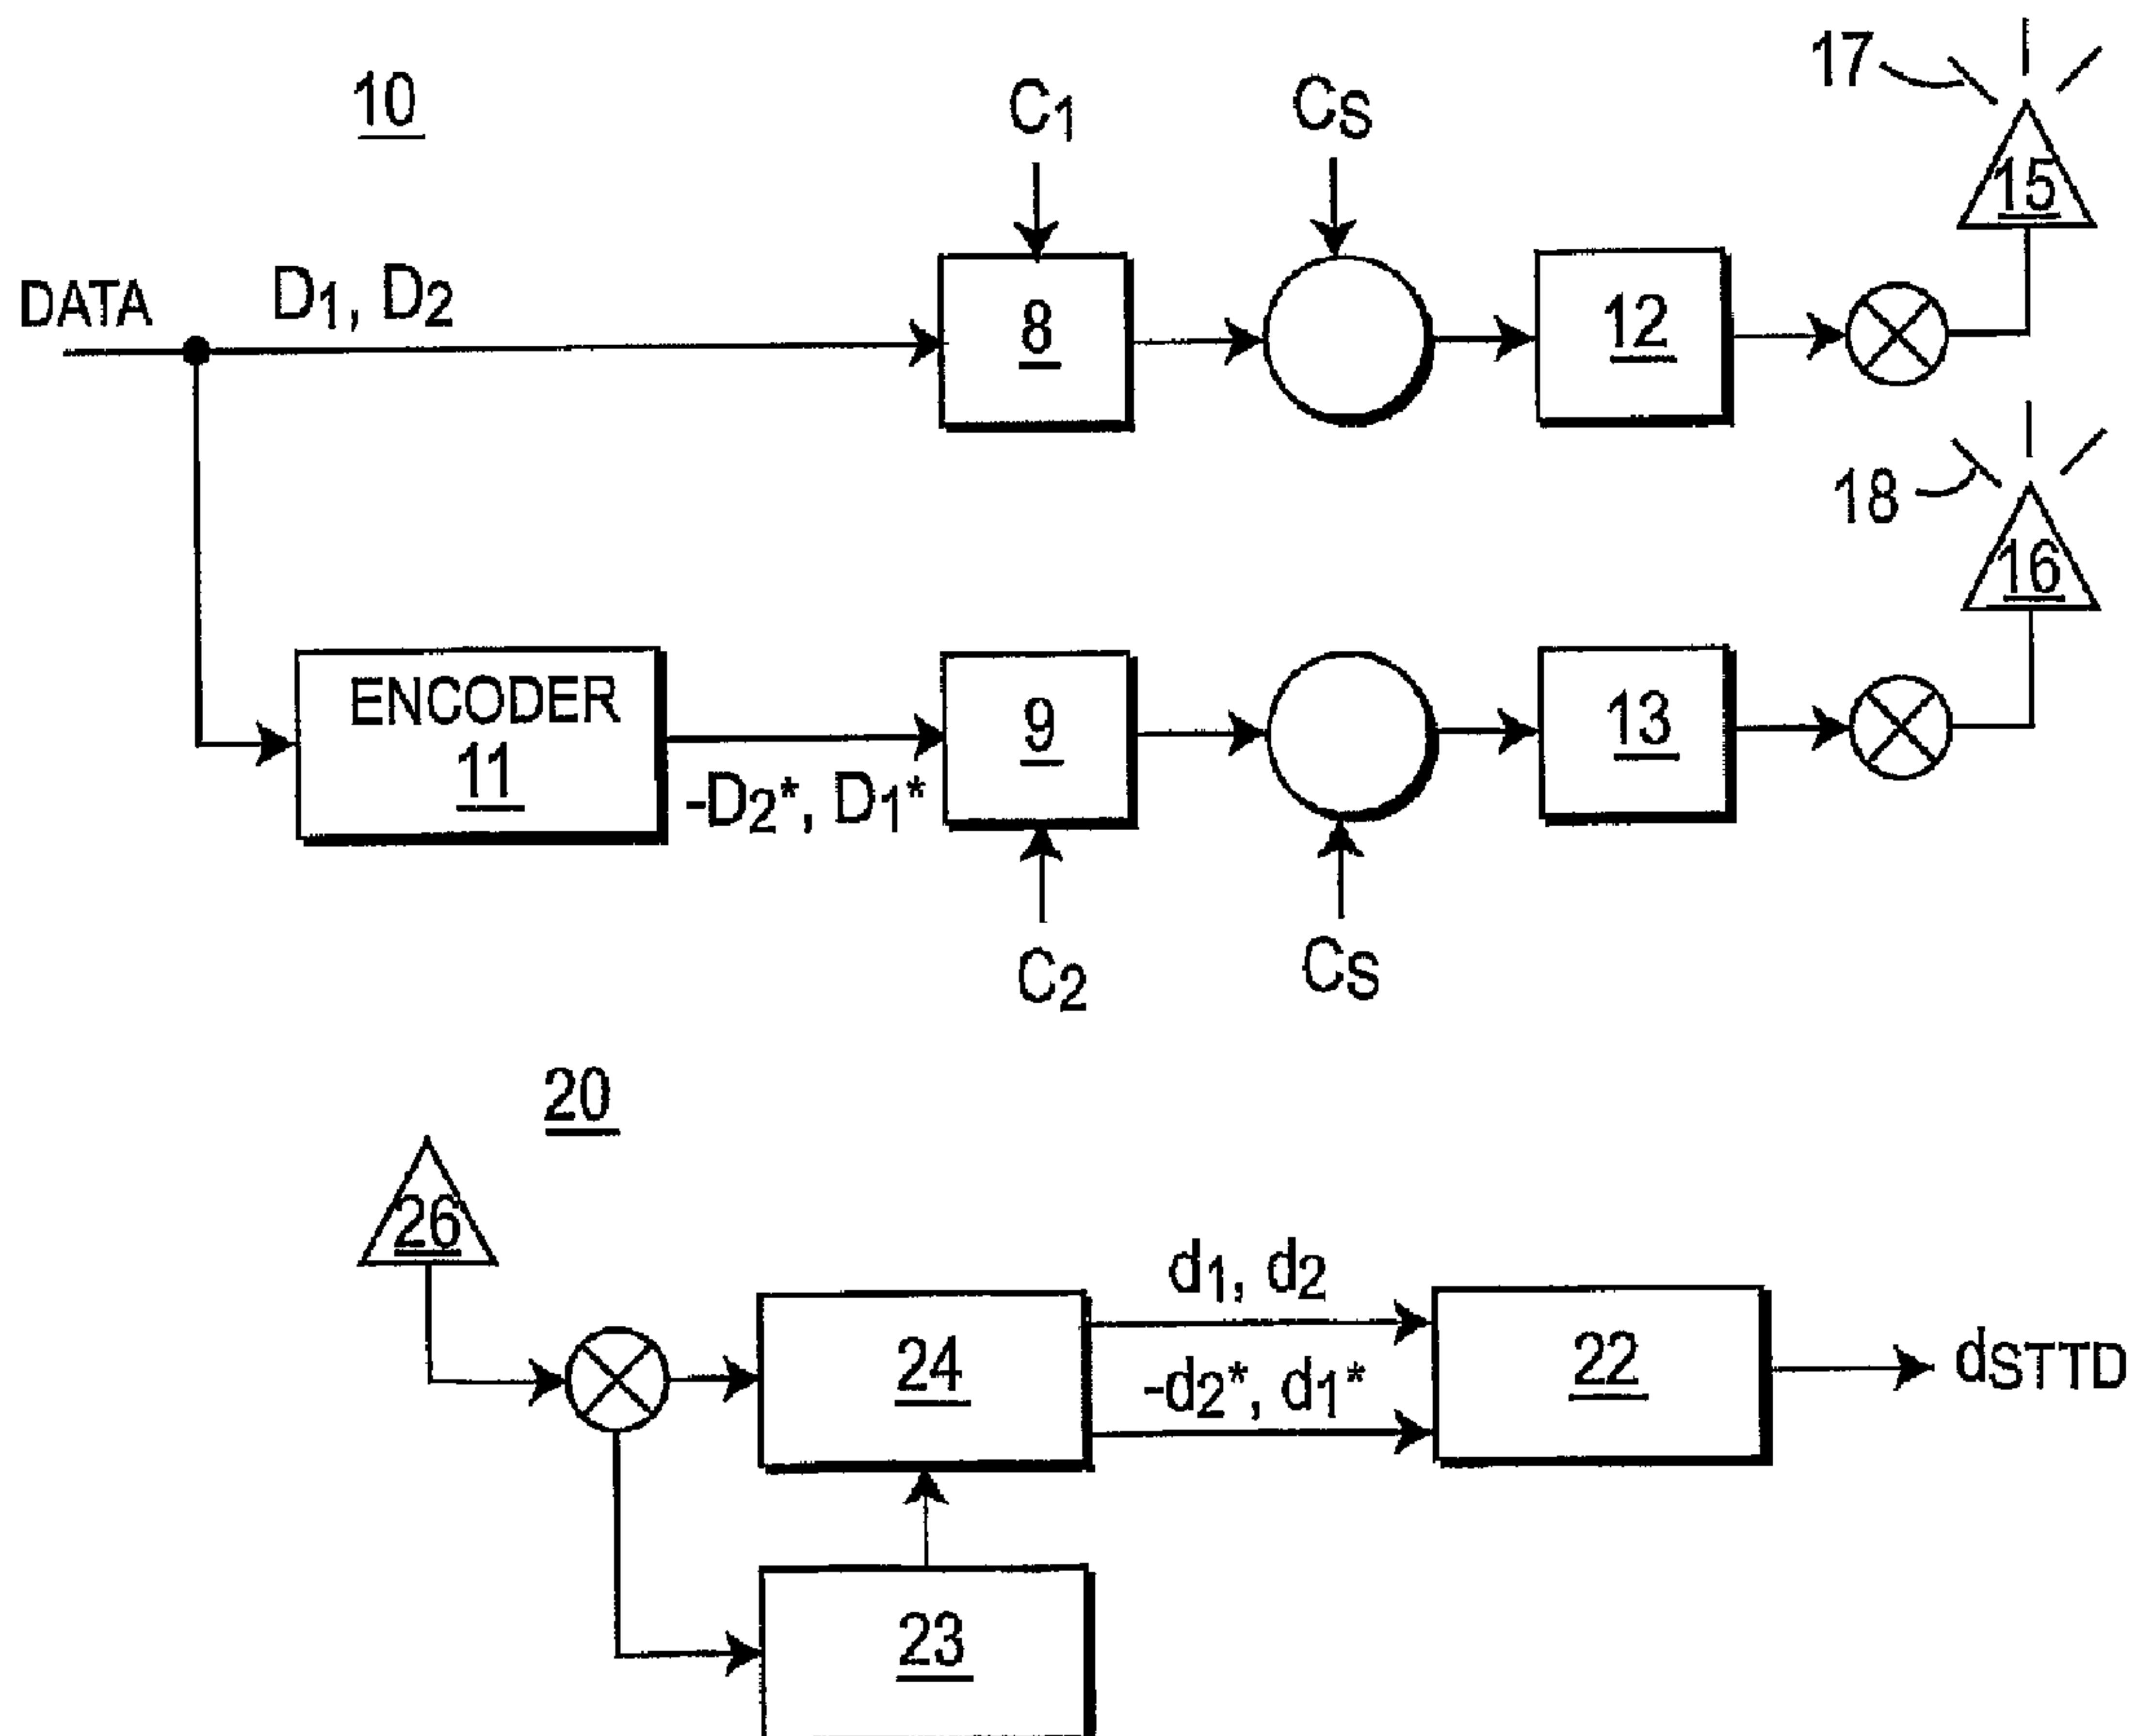 10
C1
CS
17
15
DATA
D1, D2
8
12
18
16
ENCODER
11
-D2*, D1*
9
13
C2
CS
20
26
24
d1, d2
-d2*, d1*
22
dSTTD
23